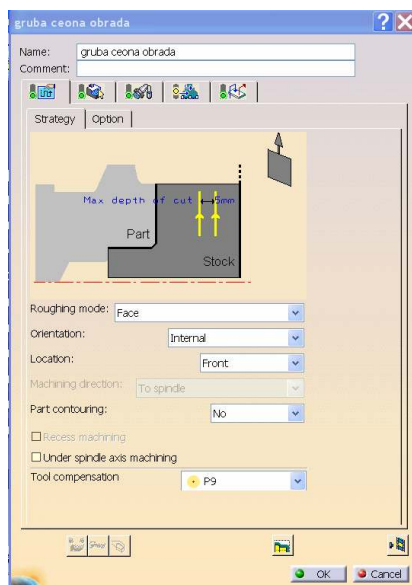 gruba ceona obrada
Name: gruba ceona obrada
Comment:
Strategy Option
Max depth of cut 5mm
Part
Stock
Roughing mode: Face
Orientation: Internal
Location: Front
Machining direction: To spindle
Part contouring: No
Recess machining
Under spindle axis machining
Tool compensation P9
OK Cancel